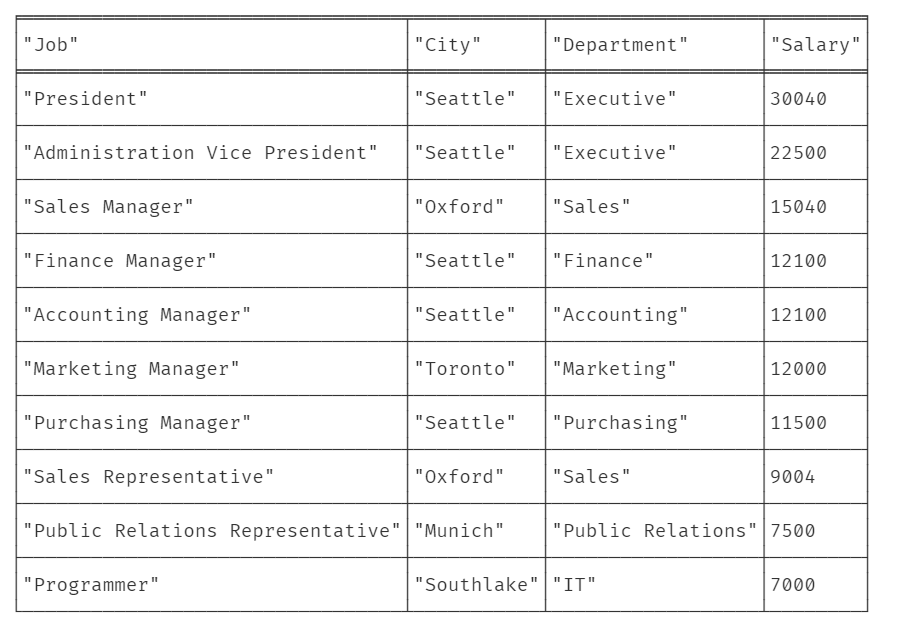 "Job" "City" "Department" "Salary"
"President" "Seattle" "Executive" 30040
"Administration Vice President" "Seattle" "Executive" 22500
"Sales Manager" "Oxford" "Sales" 15040
"Finance Manager" "Seattle" "Finance" 12100
"Accounting Manager" "Seattle" "Accounting" 12100
"Marketing Manager" "Toronto" "Marketing" 12000
"Purchasing Manager" "Seattle" "Purchasing" 11500
"Sales Representative" "Oxford" "Sales" 9004
"Public Relations Representative" "Munich" "Public Relations" 7500
"Programmer" "Southlake" "IT" 7000